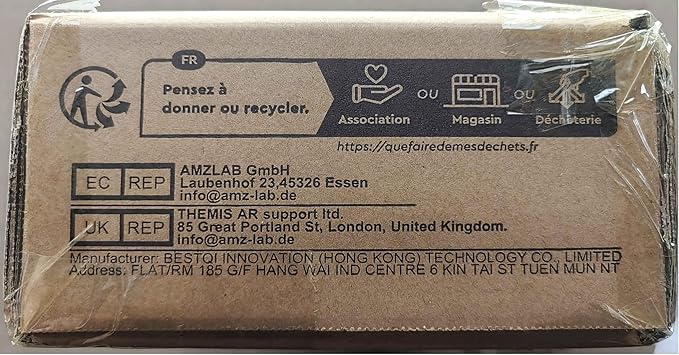 FR
Pensez à
donner ou recycler.
Association OU Magasin OU Déchèterie
https://quefairedemesdechets.fr
EC REP
AMZLAB GmbH
Laubenhof 23,45326 Essen
info@amz-lab.de
UK REP
THEMIS AR support ltd.
85 Great Portland St, London, United Kingdom.
info@amz-lab.de
Manufacturer: BESTQI INNOVATION (HONG KONG) TECHNOLOGY CO., LIMITED
Address: FLAT/RM 185 G/F HANG WAI IND CENTRE 6 KIN TAI ST TUEN MUN NT